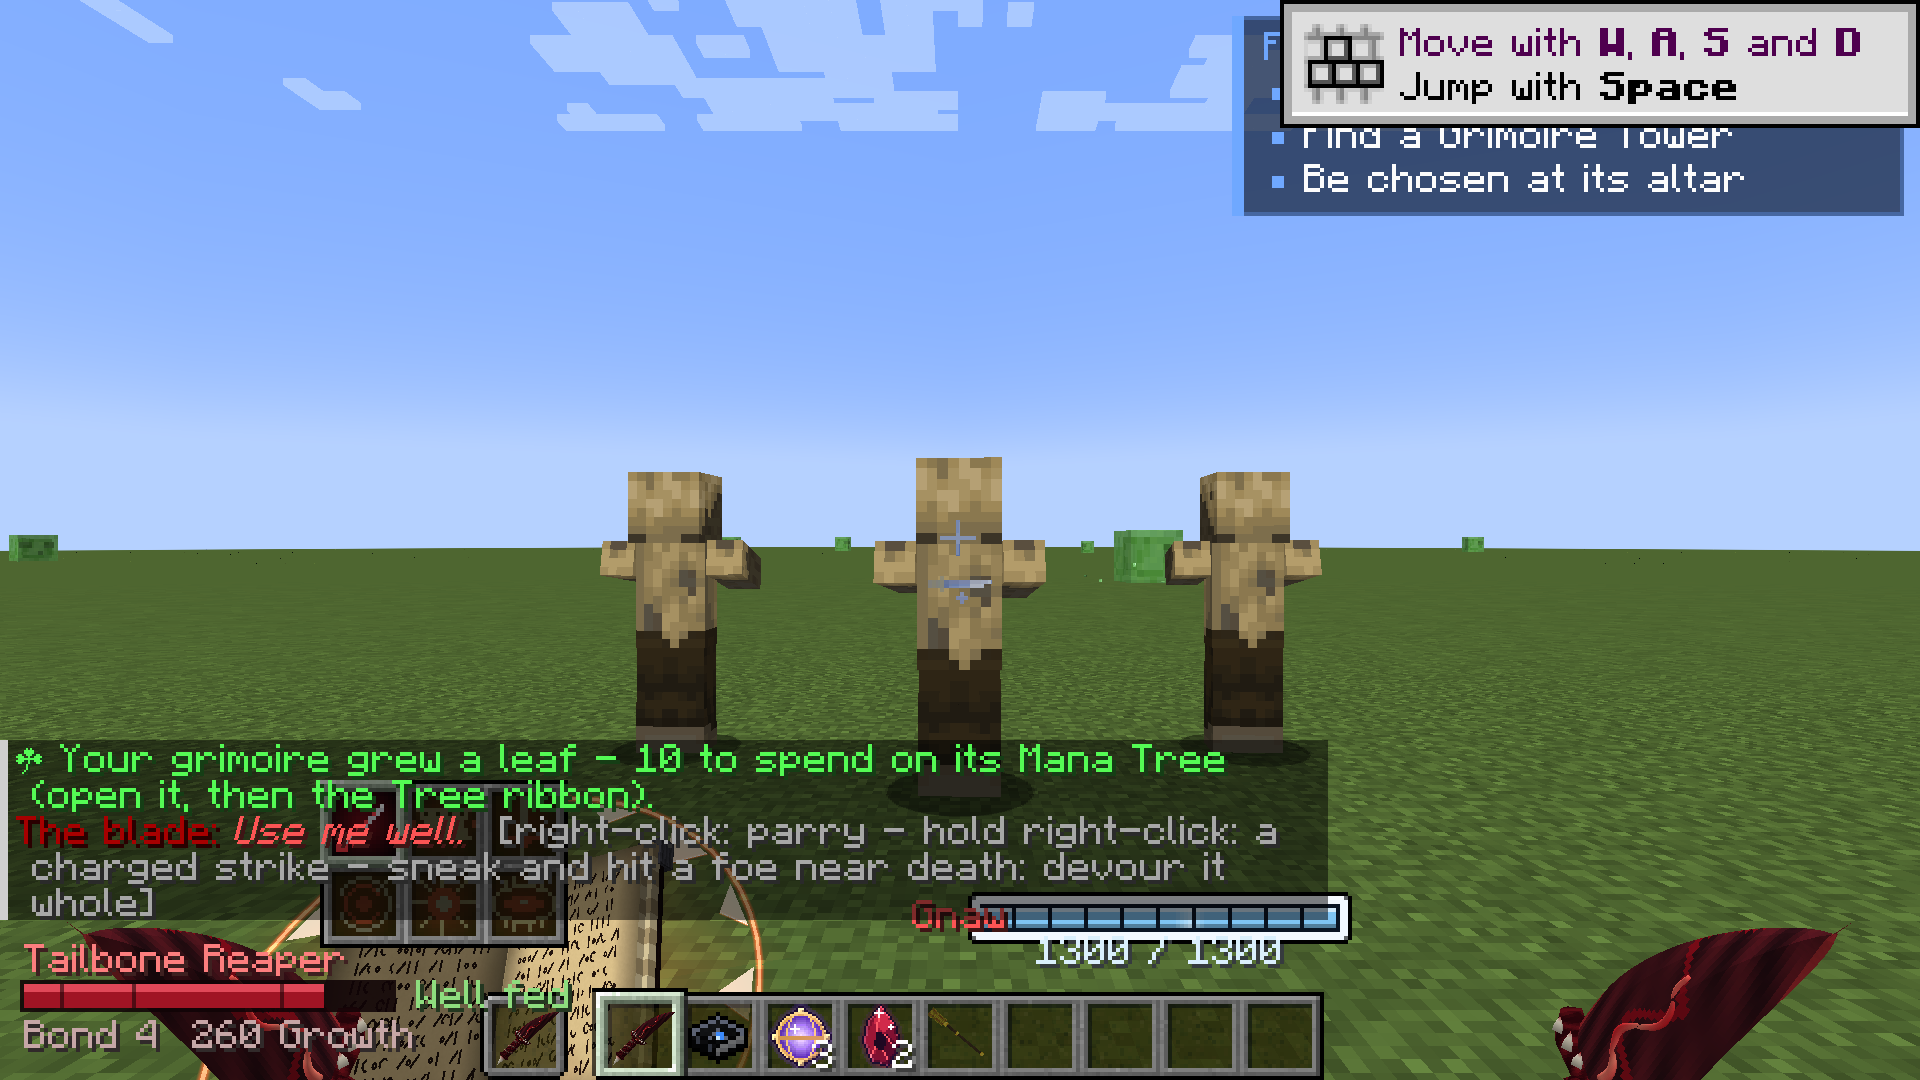 Move with W, A, S and D
Jump with Space
F
Find a Grimoire Tower
Be chosen at its altar
☘ Your grimoire grew a leaf – 10 to spend on its Mana Tree
(open it, then the Tree ribbon).
The blade: Use me well. [right-click: parry – hold right-click: a
charged strike – sneak and hit a foe near death: devour it
whole]
Gnaw
1300 / 1300
Tailbone Reaper
Well-fed
Bond 4 260 Growth
3
2